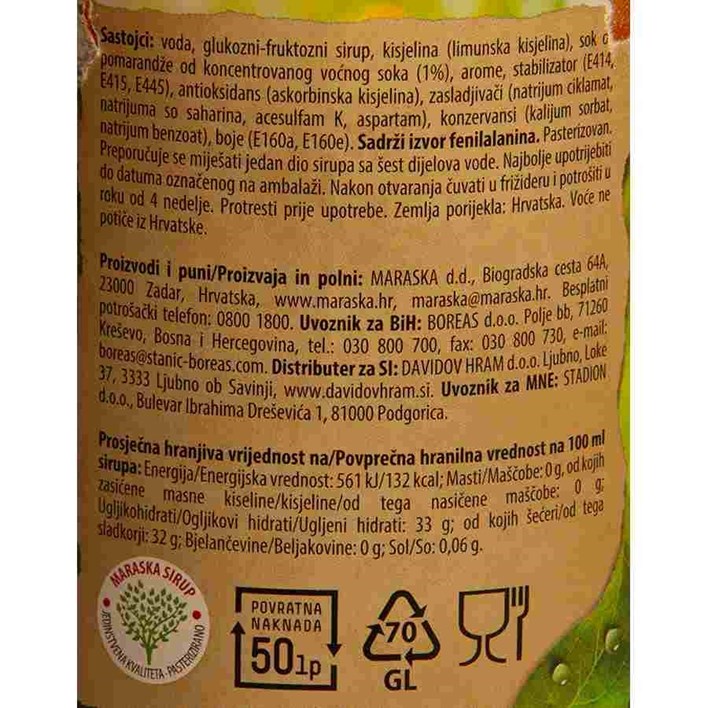 Sastojci: voda, glukozni-fruktozni sirup, kisjelina (limunska kisjelina), sok o
pomarandže od koncentrovanog voćnog soka (1%), arome, stabilizator (E414,
E415, E445), antioksidans (askorbinska kisjelina), zaslađivači (natrijum ciklamat,
natrijuma so saharina, acesulfam K, aspartam), konzervansi (kalijum sorbat,
natrijum benzoat), boje (E160a, E160e). Sadrži izvor fenilalanina. Pasterizovan.
Preporučuje se miješati jedan dio sirupa sa šest dijelova vode. Najbolje upotrijebiti
do datuma označenog na ambalaži. Nakon otvaranja čuvati u frižideru i potrošiti u
roku od 4 nedelje. Protresti prije upotrebe. Zemlja porijekla: Hrvatska. Voće ne
potiče iz Hrvatske.
Proizvodi i puni/Proizvaja in polni: MARASKA d.d., Biogradska cesta 64A,
23000 Zadar, Hrvatska, www.maraska.hr, maraska@maraska.hr. Besplatni
potrošački telefon: 0800 1800. Uvoznik za BiH: BOREAS d.o.o. Polje bb, 71260
Kreševo, Bosna i Hercegovina, tel.: 030 800 700, fax: 030 800 730, e-mail:
boreas@stanic-boreas.com. Distributer za SI: DAVIDOV HRAM d.o.o. Ljubno, Loke
37, 3333 Ljubno ob Savinji, www.davidovhram.si. Uvoznik za MNE: STADION
d.o.o., Bulevar Ibrahima Dreševića 1, 81000 Podgorica.
Prosječna hranjiva vrijednost na/Povprečna hranilna vrednost na 100 ml
sirupa: Energija/Energijska vrednost: 561 kJ/132 kcal; Masti/Maščobe: 0 g, od kojih
zasićene masne kiseline/kisjeline/od tega nasičene maščobe: 0 g;
Ugljikohidrati/Ogljikovi hidrati/Ugljeni hidrati: 33 g; od kojih šećeri/od tega
sladkorji: 32 g; Bjelančevine/Beljakovine: 0 g; Sol/So: 0,06 g.
MARASKA SIRUP
JEDINSTVENA KVALITETA - PASTERIZIRANO
POVRATNA
NAKNADA
50lp
70
GL